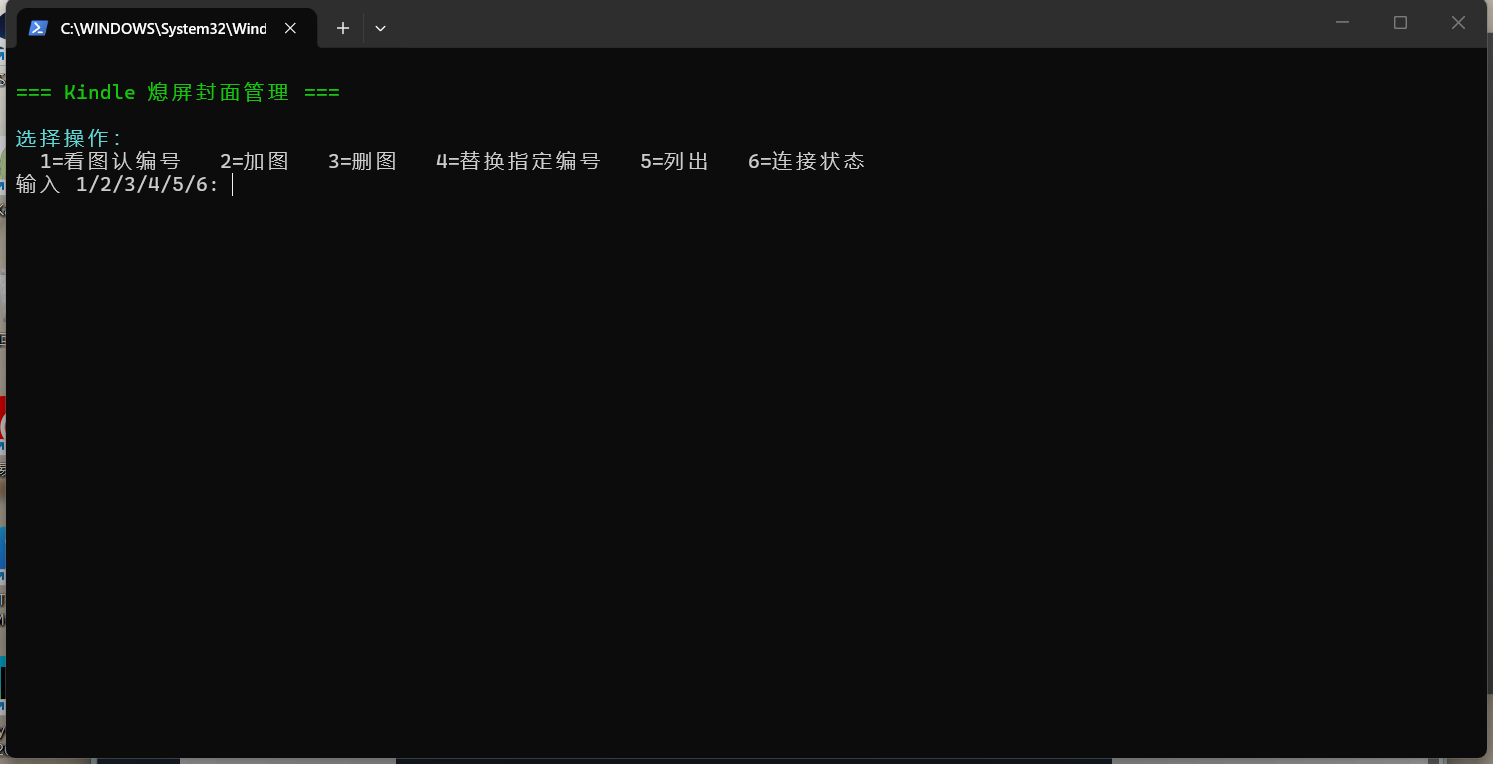 C:\WINDOWS\System32\Wind
=== Kindle 熄屏封面管理 ===
选择操作:
1=看图认编号 2=加图 3=删图 4=替换指定编号 5=列出 6=连接状态
输入 1/2/3/4/5/6: